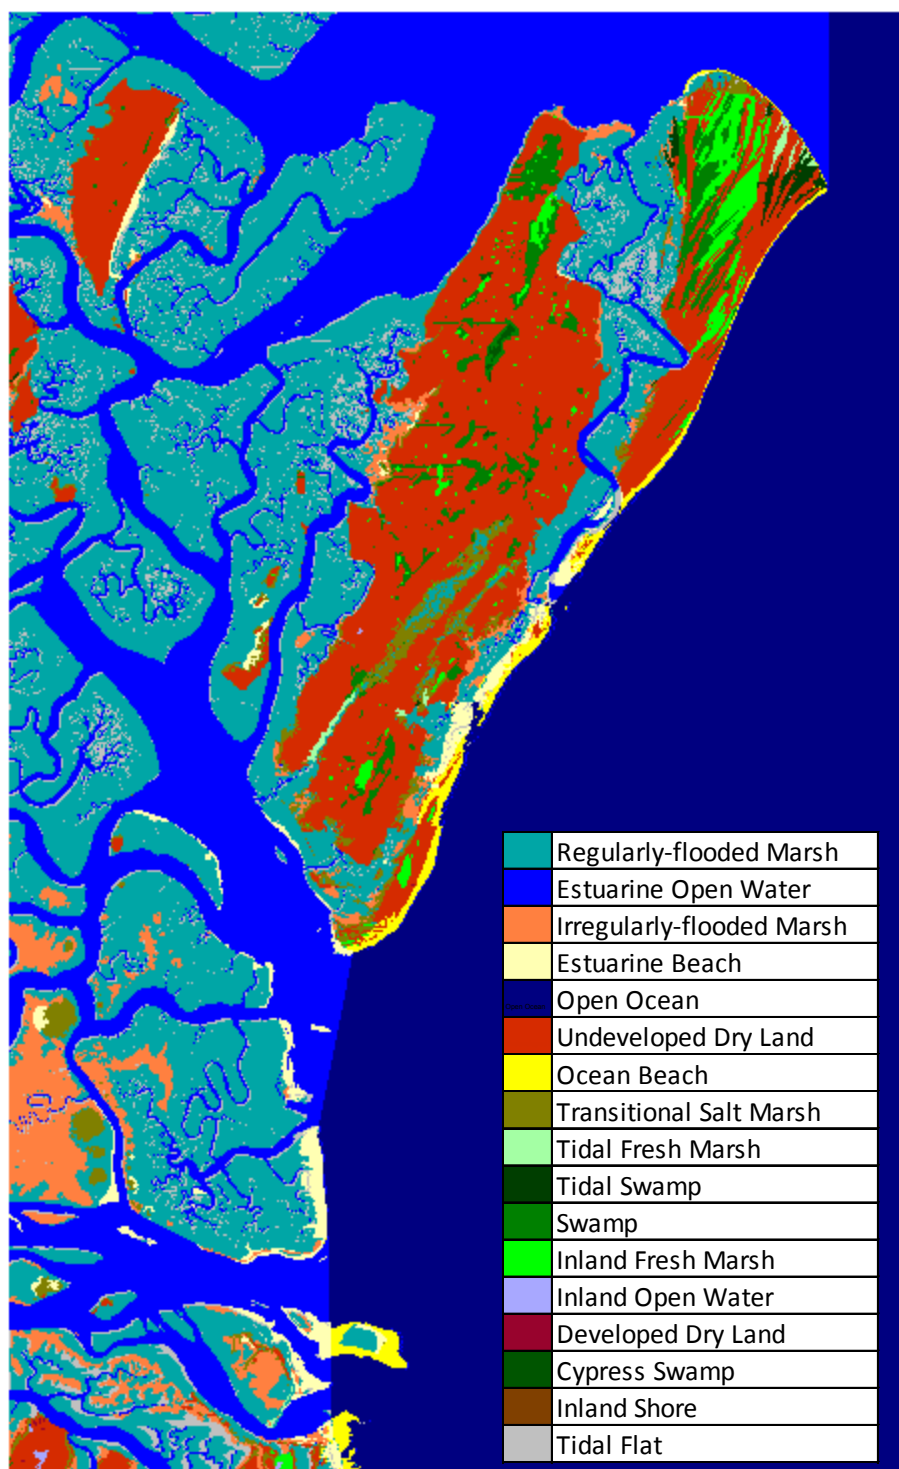 Regularly-flooded Marsh
Estuarine Open Water
Irregularly-flooded Marsh
Estuarine Beach
Open Ocean
Undeveloped Dry Land
Ocean Beach
Transitional Salt Marsh
Tidal Fresh Marsh
Tidal Swamp
Swamp
Inland Fresh Marsh
Inland Open Water
Developed Dry Land
Cypress Swamp
Inland Shore
Tidal Flat